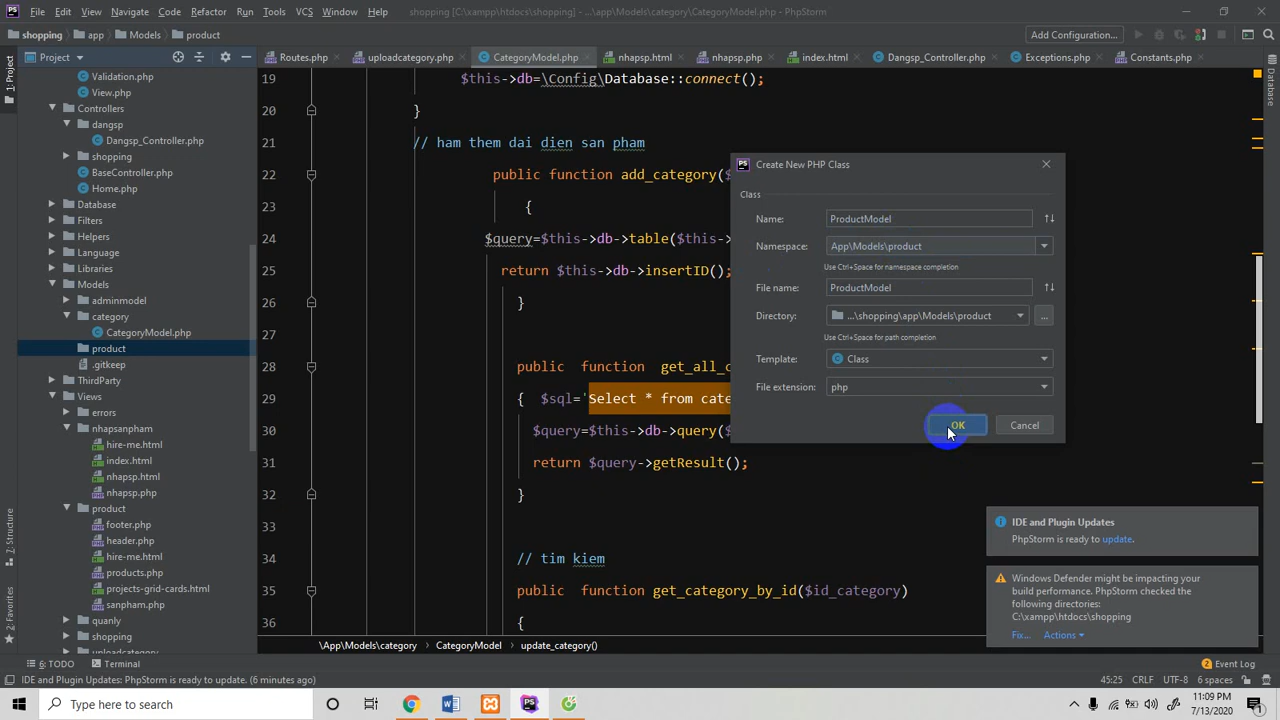 File Edit View Navigate Code Refactor Run Tools VCS Window Help shopping [C:\xampp\htdocs\shopping] - ...\app\Models\category\CategoryModel.php - PhpStorm
shopping app Models product Add Configuration...
Project Routes.php uploadcategory.php CategoryModel.php nhapsp.html nhapsp.php index.html Dangsp_Controller.php Exceptions.php Constants.php
1: Project
7: Structure
2: Favorites
Database
Validation.php
View.php
Controllers
dangsp
Dangsp_Controller.php
shopping
BaseController.php
Home.php
Database
Filters
Helpers
Language
Libraries
Models
adminmodel
category
CategoryModel.php
product
.gitkeep
ThirdParty
Views
errors
nhapsanpham
hire-me.html
index.html
nhapsp.html
nhapsp.php
product
footer.php
header.php
hire-me.html
products.php
projects-grid-cards.html
sanpham.php
quanly
shopping
uploadcategory
19 $this->db=\Config\Database::connect();
20 }
21 // ham them dai dien san pham
22 public function add_category($
23 {
24 $query=$this->db->table($this->
25 return $this->db->insertID();
26 }
27
28 public function get_all_c
29 { $sql='Select * from cate
30 $query=$this->db->query($
31 return $query->getResult();
32 }
33
34 // tim kiem
35 public function get_category_by_id($id_category)
36 {
Create New PHP Class
Class
Name: ProductModel
Namespace: App\Models\product
Use Ctrl+Space for namespace completion
File name: ProductModel
Directory: ...\shopping\app\Models\product ...
Use Ctrl+Space for path completion
Template: Class
File extension: php
OK Cancel
IDE and Plugin Updates
PhpStorm is ready to update.
Windows Defender might be impacting your
build performance. PhpStorm checked the
following directories:
C:\xampp\htdocs\shopping
Fix... Actions
\App\Models\category CategoryModel update_category()
6: TODO Terminal 2 Event Log
IDE and Plugin Updates: PhpStorm is ready to update. (6 minutes ago) 45:25 CRLF UTF-8 6 spaces
Type here to search
11:09 PM
7/13/2020